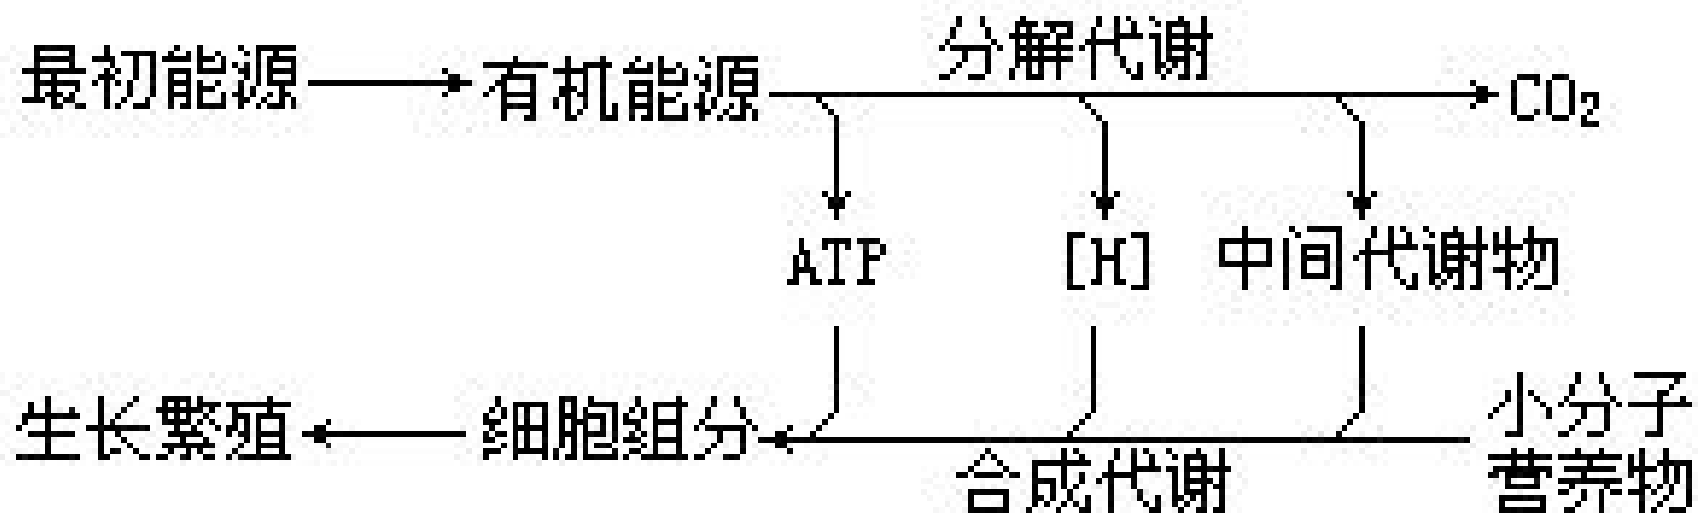 最初能源
有机能源
分解代谢
CO₂
ATP
[H]
中间代谢物
生长繁殖
细胞组分
合成代谢
小分子
营养物